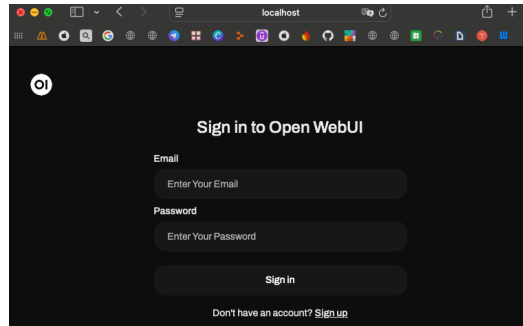 localhost
OI
Sign in to Open WebUI
Email
Enter Your Email
Password
Enter Your Password
Sign in
Don't have an account? Sign up